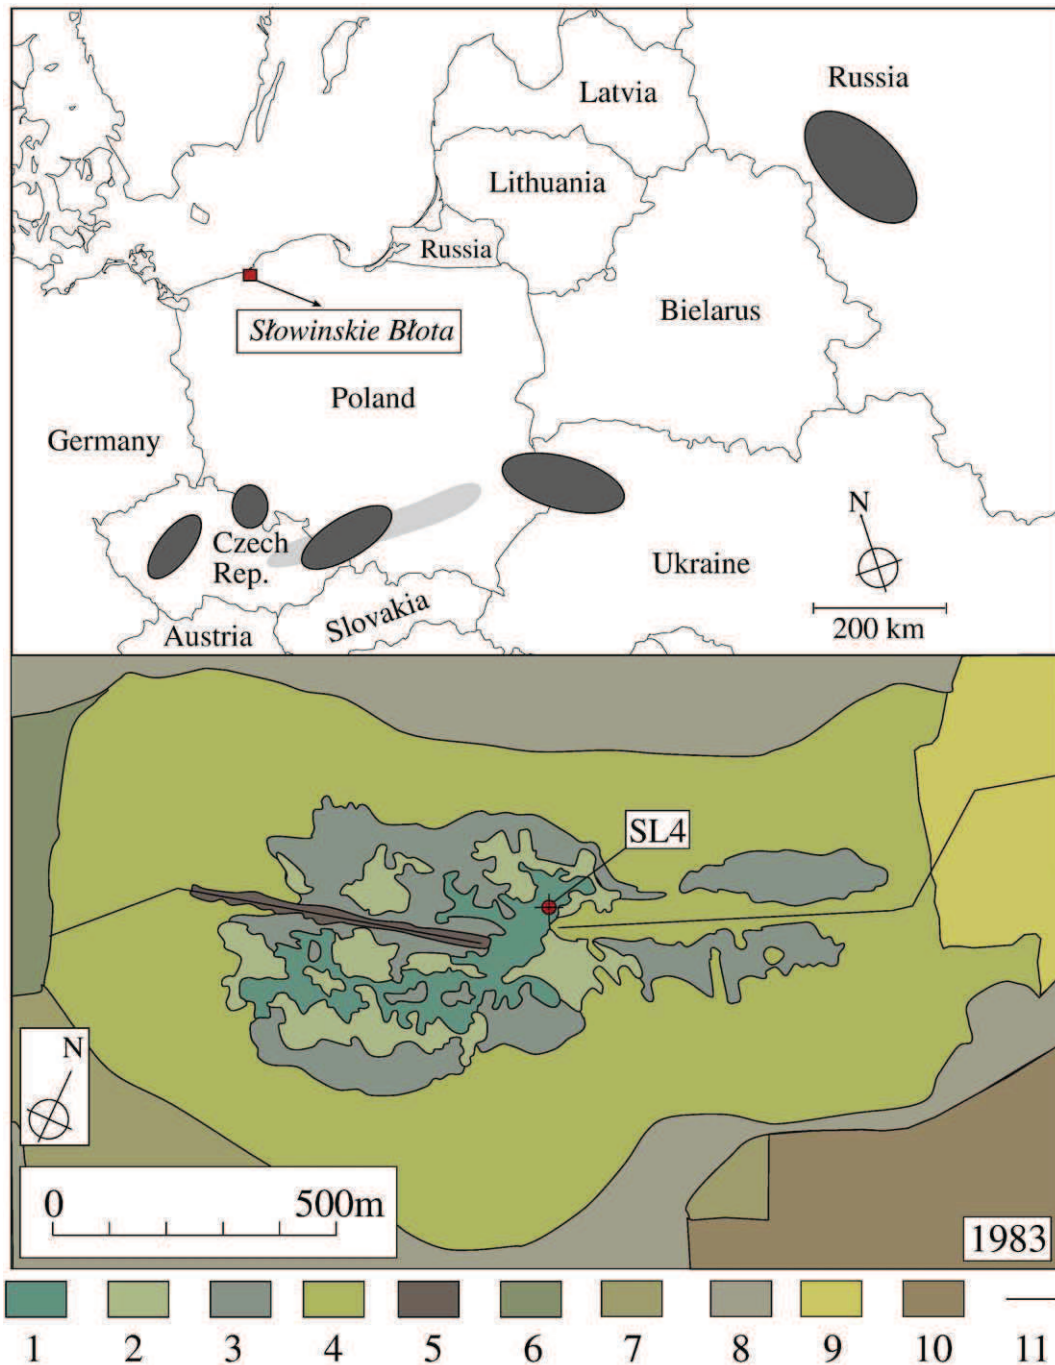 Russia
Latvia
Lithuania
Russia
Słowinskie Błota
Bielarus
Poland
Germany
N
Czech
Rep.
Ukraine
Slovakia
Austria
200 km
SL4
N
0 500m
1983
1 2 3 4 5 6 7 8 9 10 11